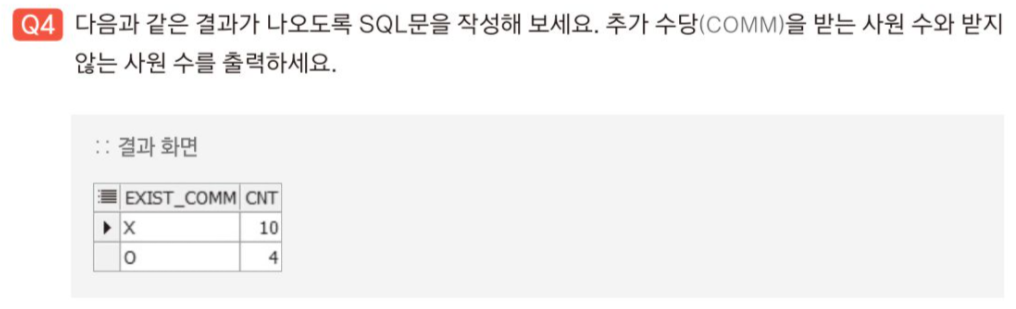 Q4 다음과 같은 결과가 나오도록 SQL문을 작성해 보세요. 추가 수당(COMM)을 받는 사원 수와 받지
않는 사원 수를 출력하세요.
:: 결과 화면
EXIST_COMM CNT
X 10
O 4